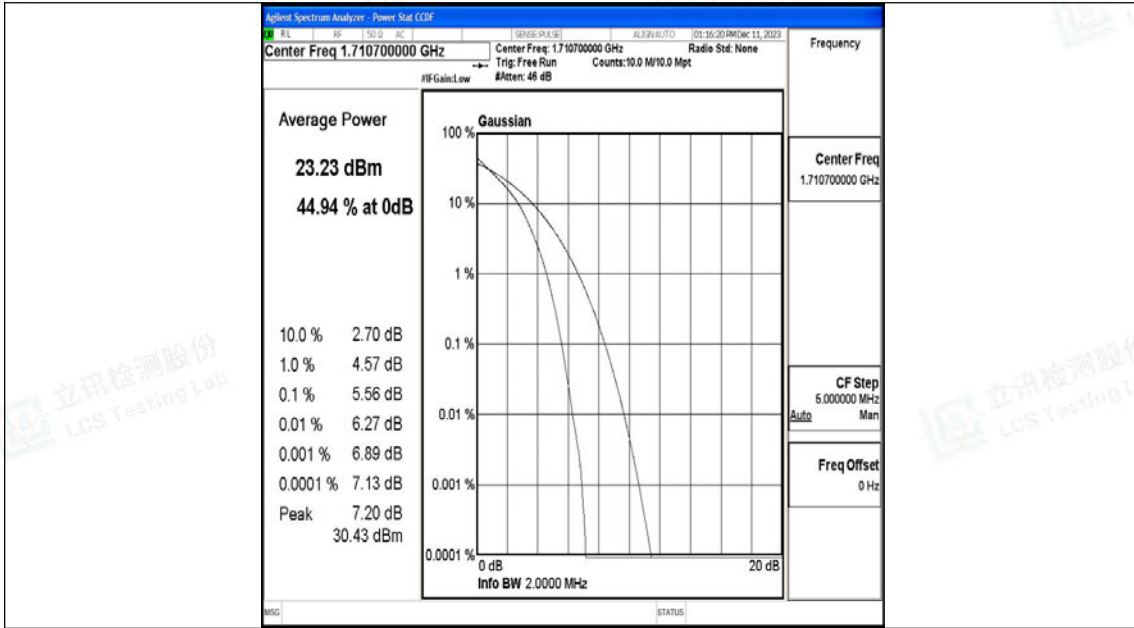 Agilent Spectrum Analyzer - Power Stat CCDF
RL RF 50 Ω AC SENSE:PULSE ALIGNAUTO 01:16:20 PM Dec 11, 2023
Center Freq 1.710700000 GHz
Center Freq: 1.710700000 GHz Radio Std: None
Trig: Free Run Counts:10.0 M/10.0 Mpt
#IFGain:Low #Atten: 46 dB
Frequency
Average Power
23.23 dBm
44.94 % at 0dB
10.0 % 2.70 dB
1.0 % 4.57 dB
0.1 % 5.56 dB
0.01 % 6.27 dB
0.001 % 6.89 dB
0.0001 % 7.13 dB
Peak 7.20 dB
30.43 dBm
Gaussian
100 %
10 %
1 %
0.1 %
0.01 %
0.001 %
0.0001 %
0 dB 20 dB
Info BW 2.0000 MHz
Center Freq
1.710700000 GHz
CF Step
5.000000 MHz
Auto Man
Freq Offset
0 Hz
MSG STATUS
立讯检测股份
LCS Testing Lab
立讯检测股份
LCS Testing L